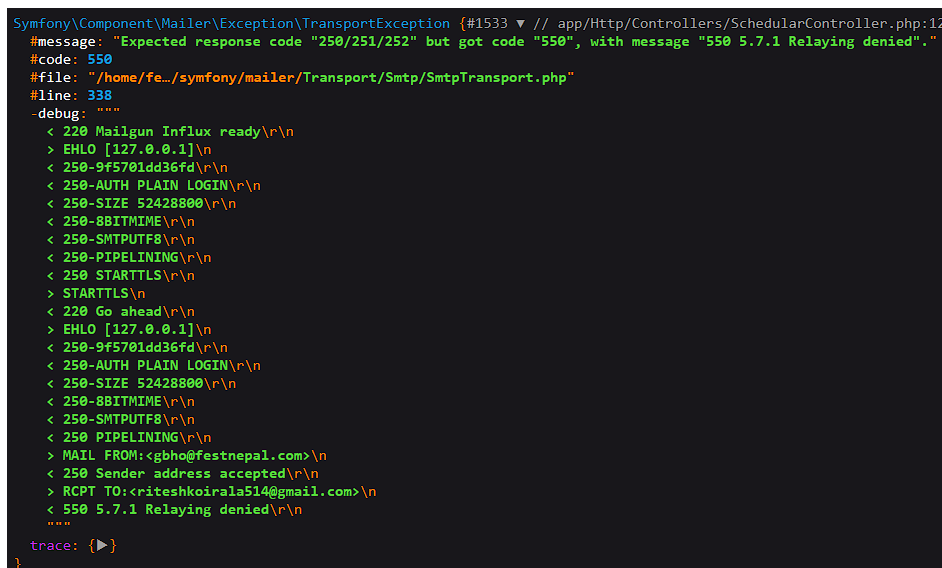 Symfony\Component\Mailer\Exception\TransportException {#1533 ▼ // app/Http/Controllers/SchedularController.php:12
#message: "Expected response code "250/251/252" but got code "550", with message "550 5.7.1 Relaying denied"."
#code: 550
#file: "/home/fe…/symfony/mailer/Transport/Smtp/SmtpTransport.php"
#line: 338
-debug: """
< 220 Mailgun Influx ready\r\n
> EHLO [127.0.0.1]\n
< 250-9f5701dd36fd\r\n
< 250-AUTH PLAIN LOGIN\r\n
< 250-SIZE 52428800\r\n
< 250-8BITMIME\r\n
< 250-SMTPUTF8\r\n
< 250-PIPELINING\r\n
< 250 STARTTLS\r\n
> STARTTLS\n
< 220 Go ahead\r\n
> EHLO [127.0.0.1]\n
< 250-9f5701dd36fd\r\n
< 250-AUTH PLAIN LOGIN\r\n
< 250-SIZE 52428800\r\n
< 250-8BITMIME\r\n
< 250-SMTPUTF8\r\n
< 250 PIPELINING\r\n
> MAIL FROM:<gbho@festnepal.com>\n
< 250 Sender address accepted\r\n
> RCPT TO:<riteshkoirala514@gmail.com>\n
< 550 5.7.1 Relaying denied\r\n
"""
trace: {▶}
}